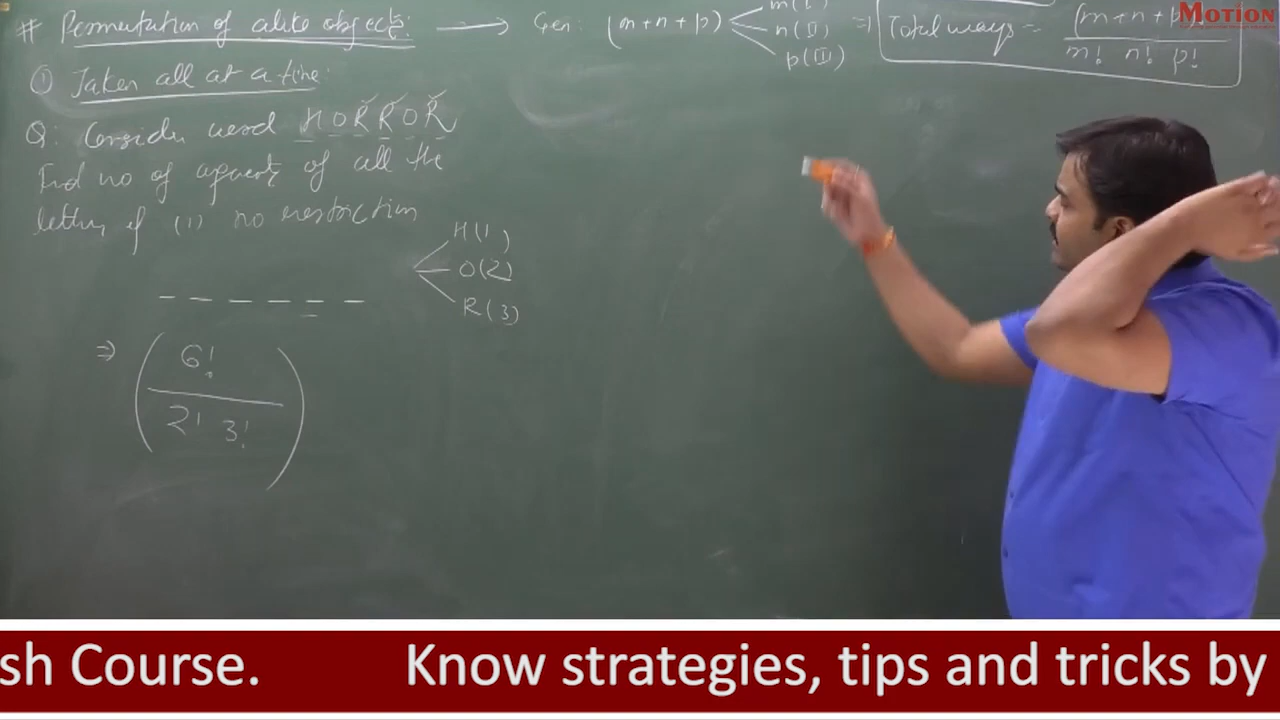 # Permutation of alike objects: → Gen: (m+n+p) m(I) n(II) p(III) ⇒ Total ways = (m+n+p)! / m! n! p!
MOTION
① Taken all at a time:
Q: Consider word HORROR
Find no of of all the
letters if (1) no restriction
H(1)
O(2)
R(3)
_ _ _ _ _ _
⇒ ( 6! / 2! 3! )
sh Course. Know strategies, tips and tricks by